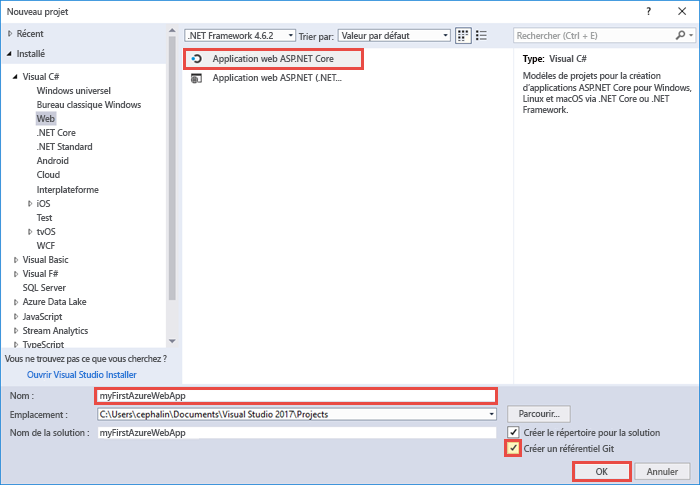 Nouveau projet
?
Récent
Installé
Visual C#
Windows universel
Bureau classique Windows
Web
.NET Core
.NET Standard
Android
Cloud
Interplateforme
iOS
Test
tvOS
WCF
Visual Basic
Visual F#
SQL Server
Azure Data Lake
JavaScript
Stream Analytics
TypeScript
Vous ne trouvez pas ce que vous cherchez ?
Ouvrir Visual Studio Installer
.NET Framework 4.6.2 Trier par: Valeur par défaut
Application web ASP.NET Core
Application web ASP.NET (.NET...
Rechercher (Ctrl + E)
Type: Visual C#
Modèles de projets pour la création
d'applications ASP.NET Core pour Windows,
Linux et macOS via .NET Core ou .NET
Framework.
Nom : myFirstAzureWebApp
Emplacement : C:\Users\cephalin\Documents\Visual Studio 2017\Projects
Parcourir...
Nom de la solution : myFirstAzureWebApp
Créer le répertoire pour la solution
Créer un référentiel Git
OK
Annuler